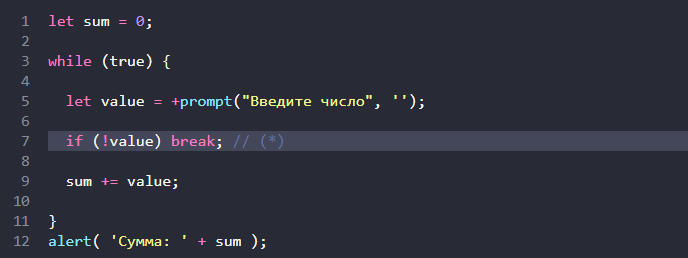 1 let sum = 0;
2
3 while (true) {
4
5 let value = +prompt("Введите число", '');
6
7 if (!value) break; // (*)
8
9 sum += value;
10
11 }
12 alert( 'Сумма: ' + sum );